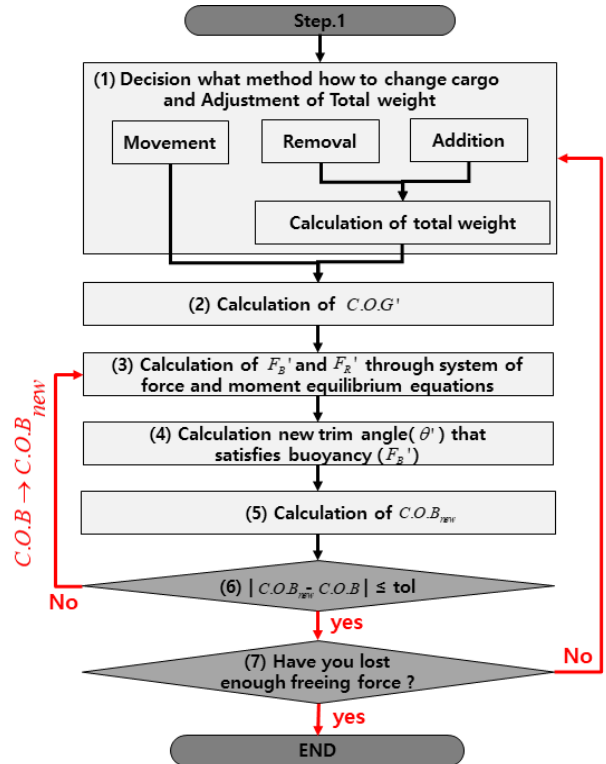 Step.1
(1) Decision what method how to change cargo
and Adjustment of Total weight
Movement
Removal
Addition
Calculation of total weight
(2) Calculation of C.O.G'
(3) Calculation of F_B' and F_R' through system of
force and moment equilibrium equations
(4) Calculation new trim angle( θ' ) that
satisfies buoyancy (F_B')
(5) Calculation of C.O.B_new
C.O.B → C.O.B_new
(6) | C.O.B_new - C.O.B | ≤ tol
No
yes
(7) Have you lost
enough freeing force ?
No
yes
END